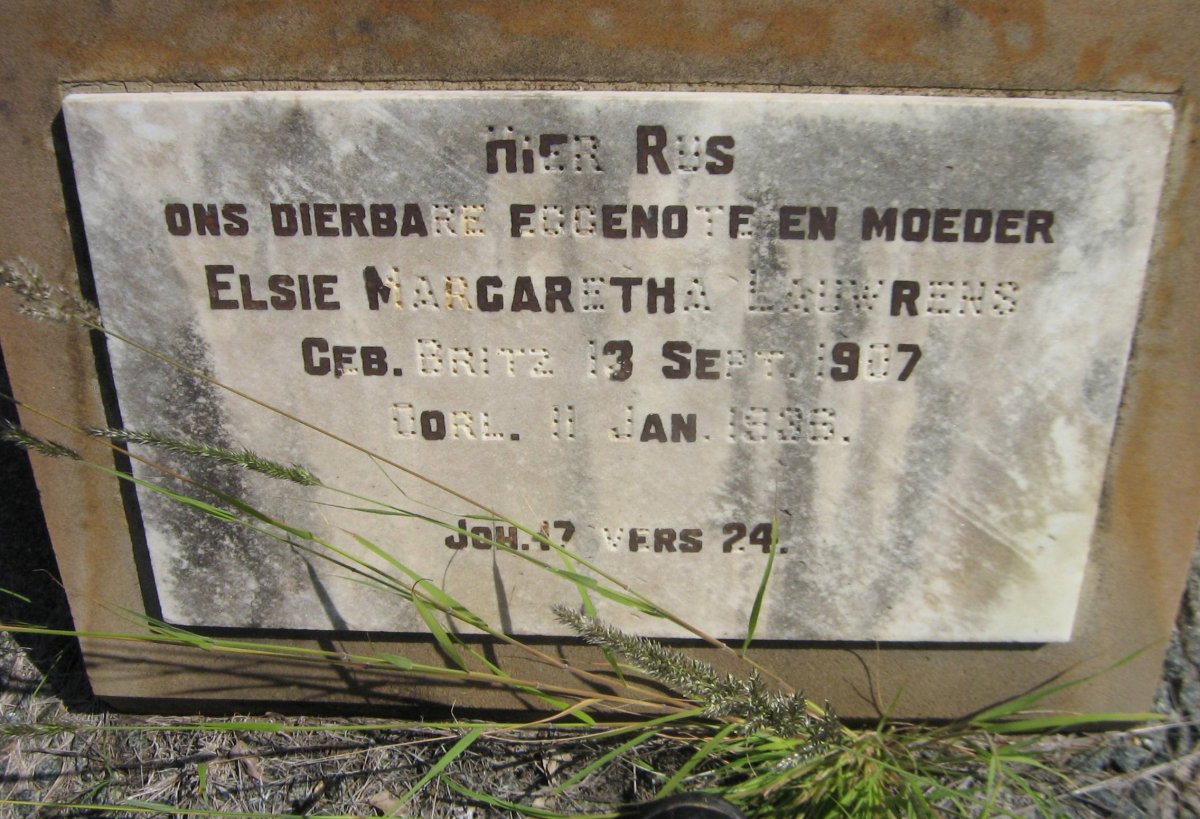 HIER RUS
ONS DIERBARE EGGENOTE EN MOEDER
ELSIE MARGARETHA LAUWRENS
GEB. BRITZ 13 SEPT. 1907
OORL. 11 JAN. 1936.
JOH. 17 VERS 24.